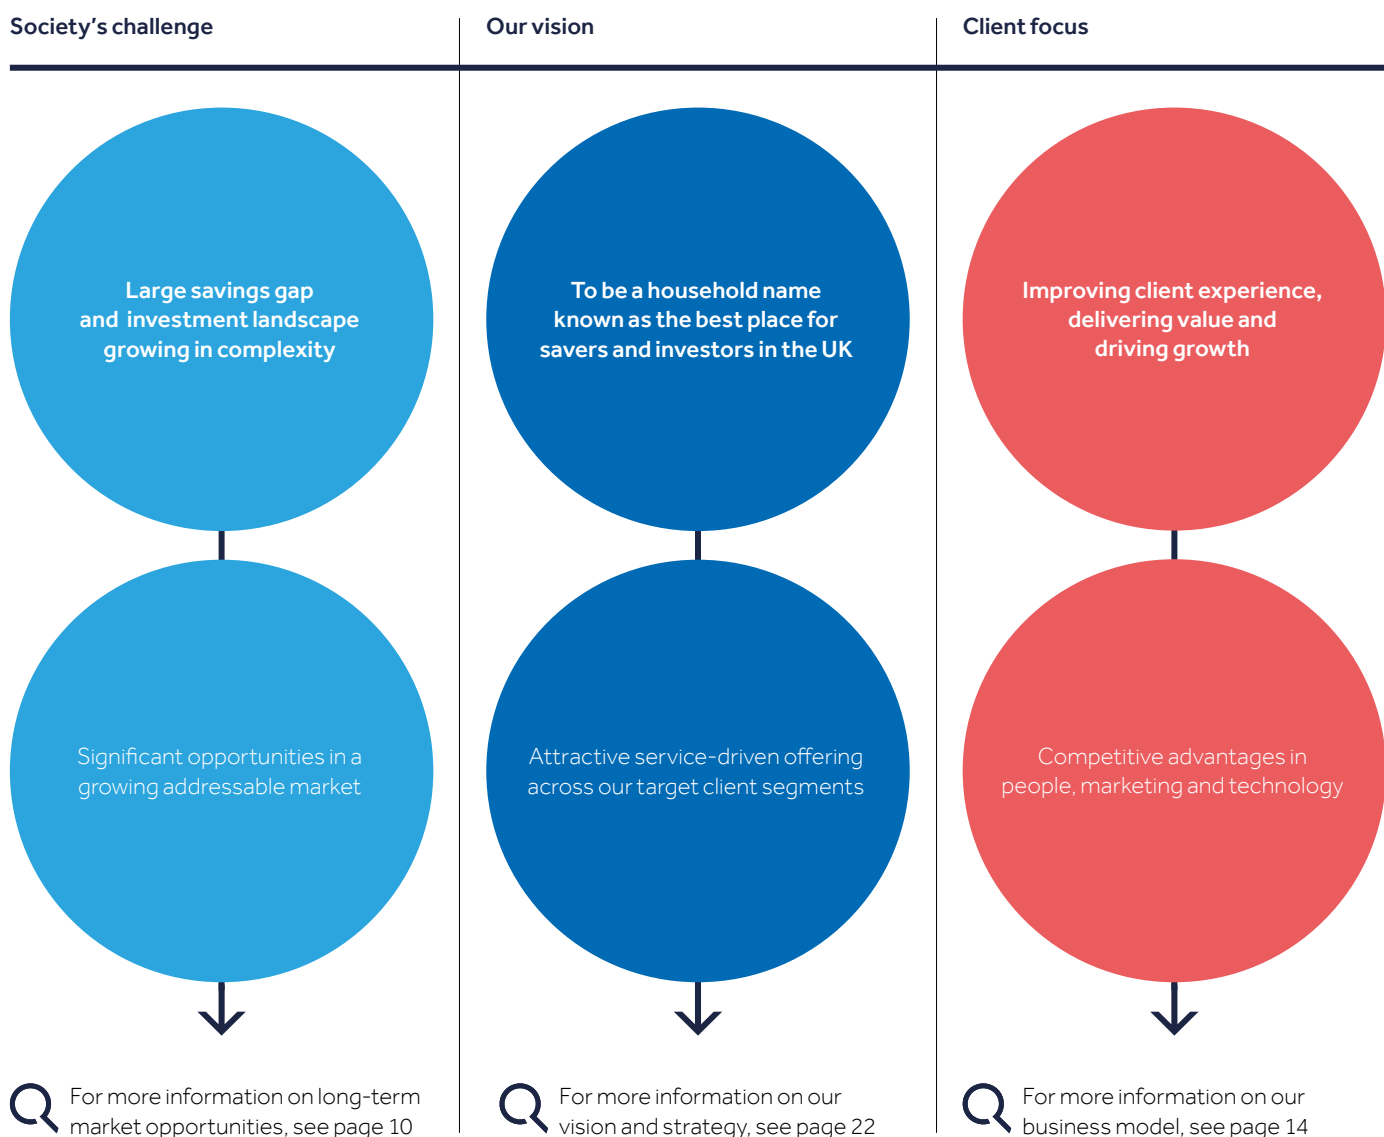 Society's challenge
Large savings gap
and investment landscape
growing in complexity
Significant opportunities in a
growing addressable market
For more information on long-term
market opportunities, see page 10
Our vision
To be a household name
known as the best place for
savers and investors in the UK
Attractive service-driven offering
across our target client segments
For more information on our
vision and strategy, see page 22
Client focus
Improving client experience,
delivering value and
driving growth
Competitive advantages in
people, marketing and technology
For more information on our
business model, see page 14